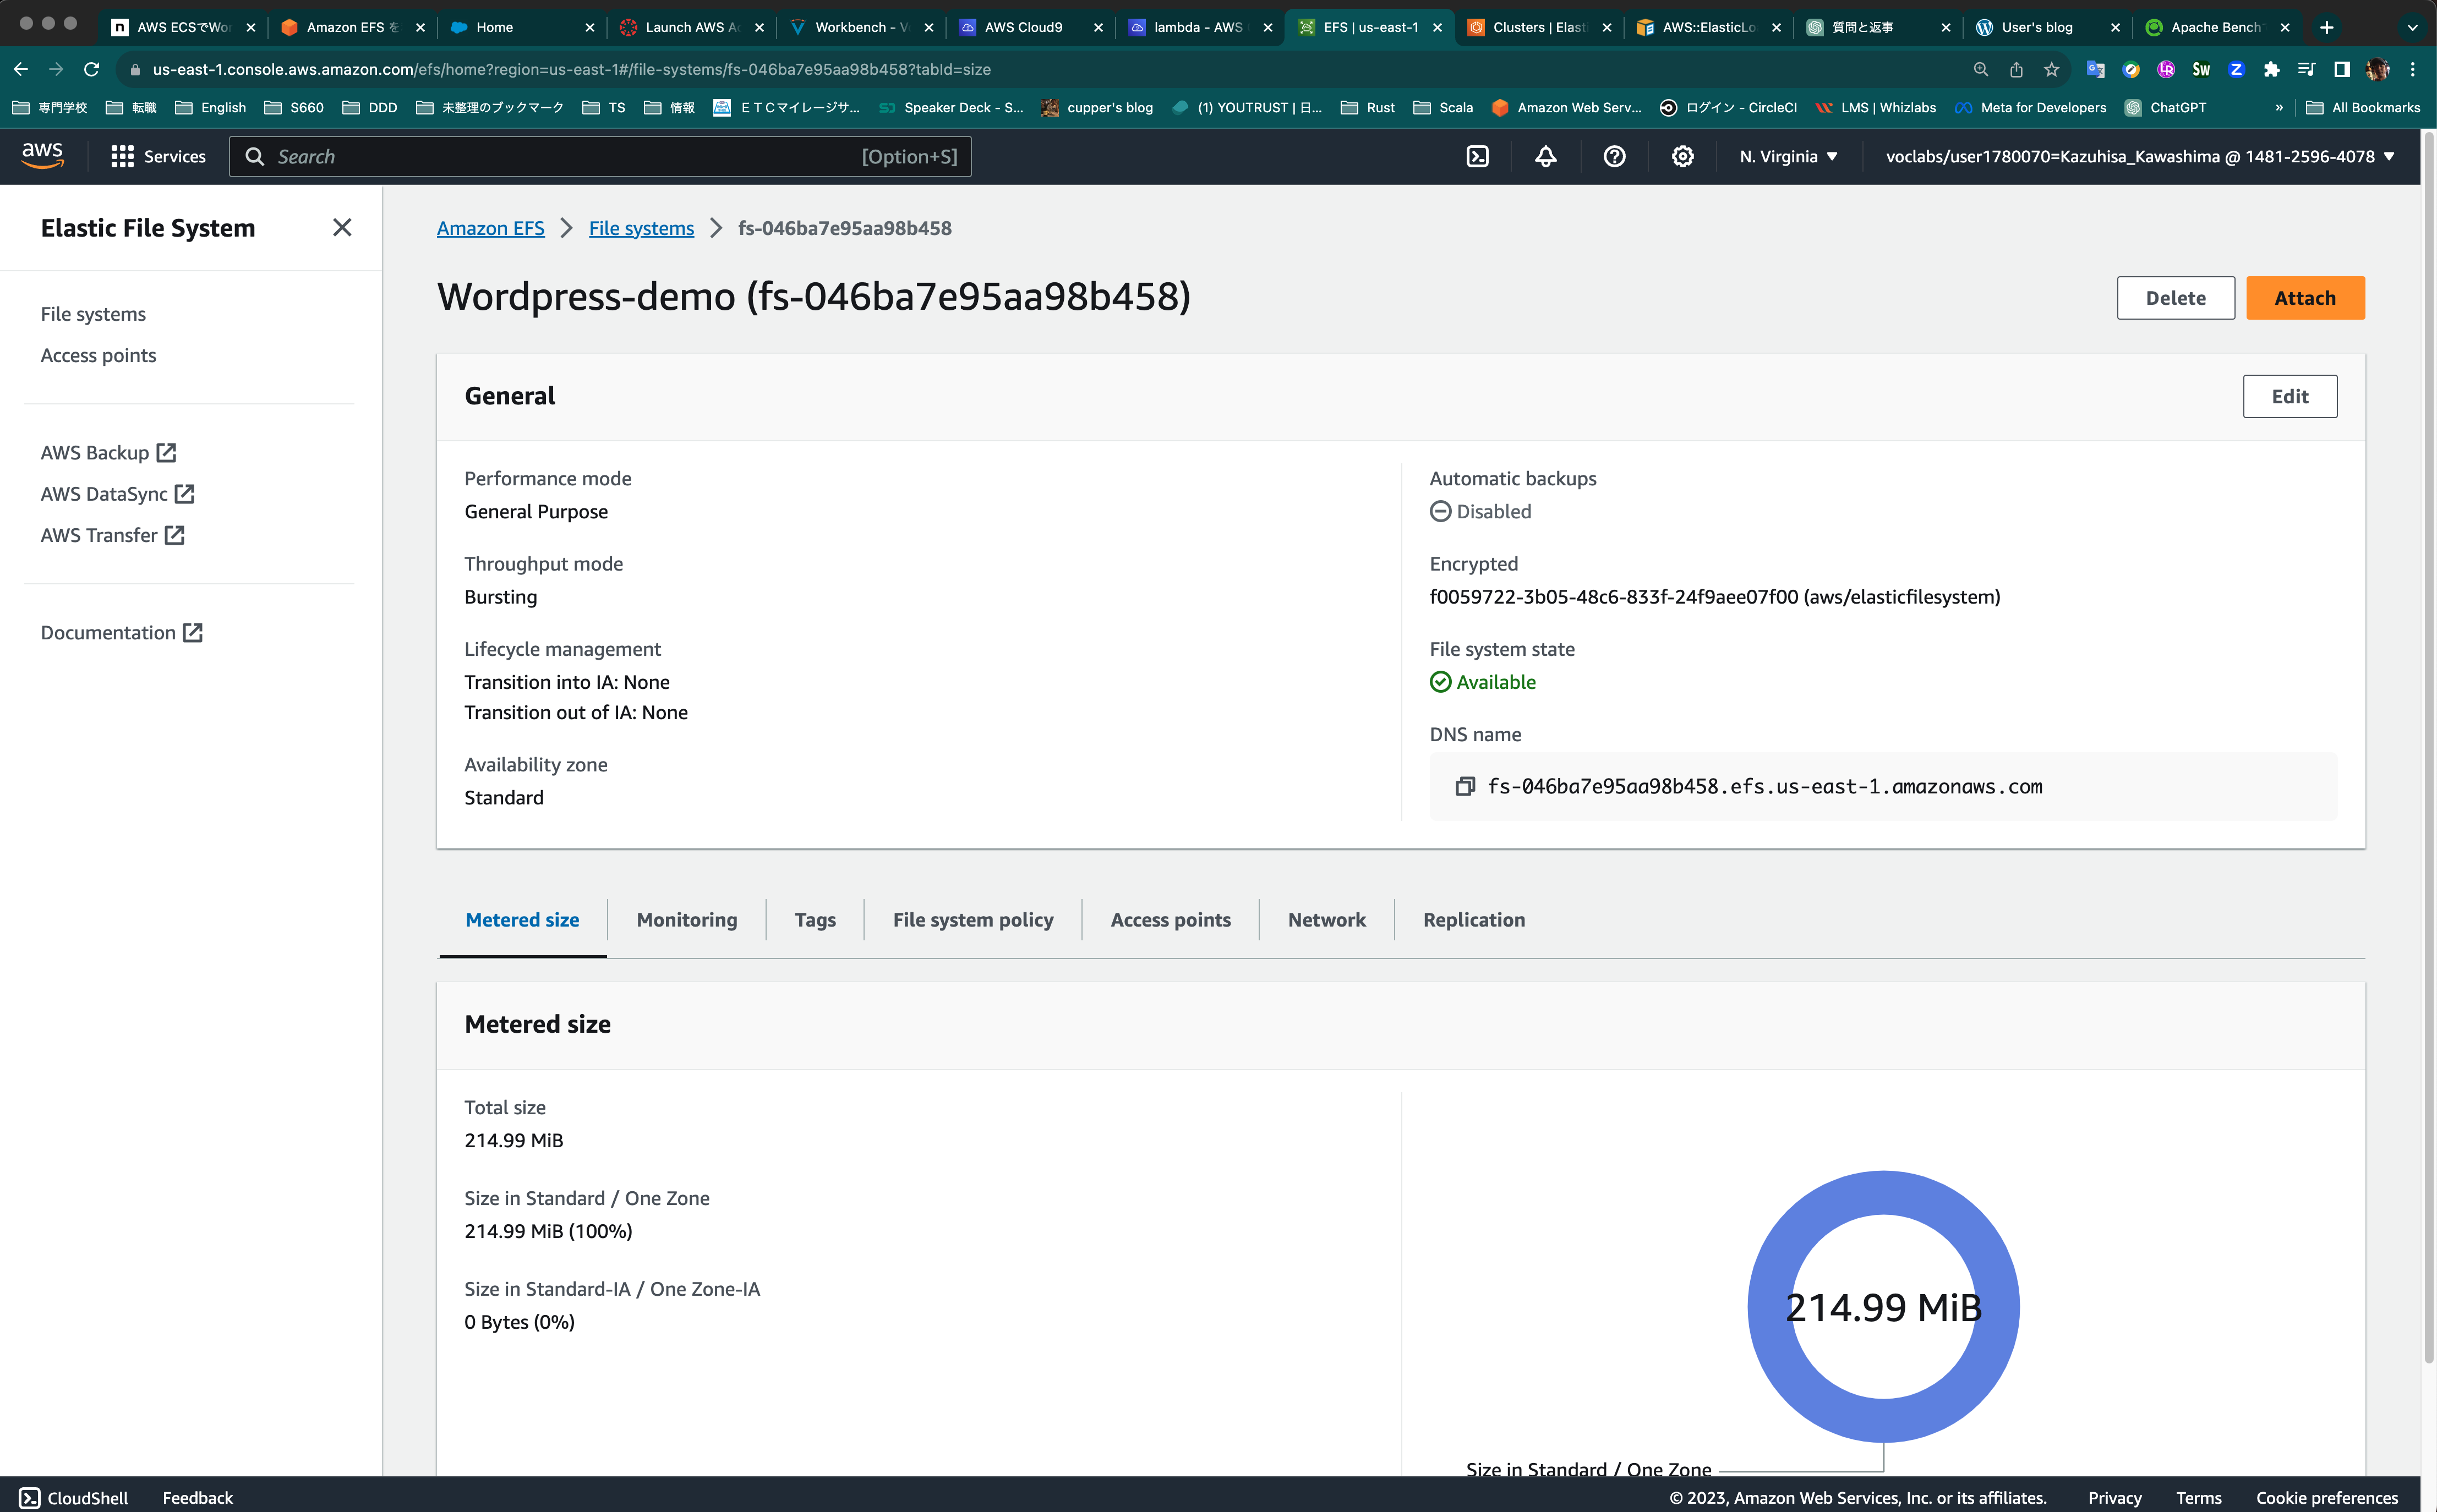 AWS ECSでWor
Amazon EFS を
Home
Launch AWS Ac
Workbench - Vo
AWS Cloud9
lambda - AWS
EFS | us-east-1
Clusters | Elasti
AWS::ElasticLo
質問と返事
User's blog
Apache Bench
us-east-1.console.aws.amazon.com/efs/home?region=us-east-1#/file-systems/fs-046ba7e95aa98b458?tabId=size
専門学校
転職
English
S660
DDD
未整理のブックマーク
TS
情報
ＥＴＣマイレージサ...
Speaker Deck - S...
cupper's blog
(1) YOUTRUST | 日...
Rust
Scala
Amazon Web Serv...
ログイン - CircleCI
LMS | Whizlabs
Meta for Developers
ChatGPT
»
All Bookmarks
aws
Services
Search
[Option+S]
N. Virginia
voclabs/user1780070=Kazuhisa_Kawashima @ 1481-2596-4078
Elastic File System
File systems
Access points
AWS Backup
AWS DataSync
AWS Transfer
Documentation
Amazon EFS
File systems
fs-046ba7e95aa98b458
Wordpress-demo (fs-046ba7e95aa98b458)
Delete
Attach
General
Edit
Performance mode
General Purpose
Throughput mode
Bursting
Lifecycle management
Transition into IA: None
Transition out of IA: None
Availability zone
Standard
Automatic backups
Disabled
Encrypted
f0059722-3b05-48c6-833f-24f9aee07f00 (aws/elasticfilesystem)
File system state
Available
DNS name
fs-046ba7e95aa98b458.efs.us-east-1.amazonaws.com
Metered size
Monitoring
Tags
File system policy
Access points
Network
Replication
Metered size
Total size
214.99 MiB
Size in Standard / One Zone
214.99 MiB (100%)
Size in Standard-IA / One Zone-IA
0 Bytes (0%)
214.99 MiB
Size in Standard / One Zone
CloudShell
Feedback
© 2023, Amazon Web Services, Inc. or its affiliates.
Privacy
Terms
Cookie preferences